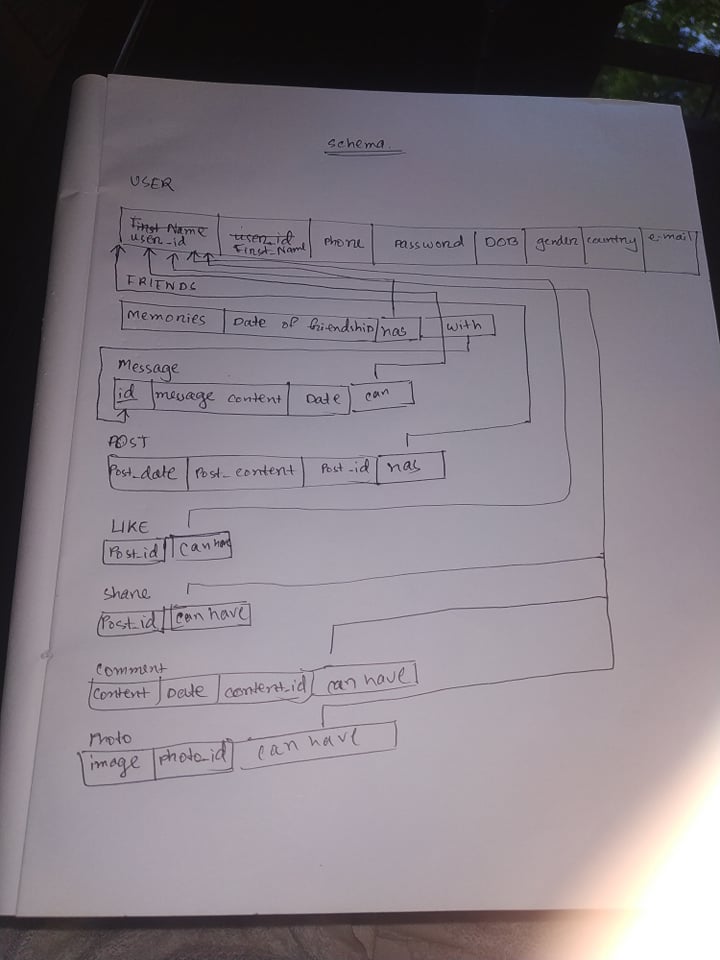 Schema
USER
First Name user_id Phone Password DOB gender country e-mail
user_id First_Name
FRIENDS
Memories Date of friendship has with
Message
id message content Date can
POST
Post_date Post_content Post_id has
LIKE
Post_id can have
Share
Post_id can have
Comment
Content Date content_id can have
Photo
image photo_id can have